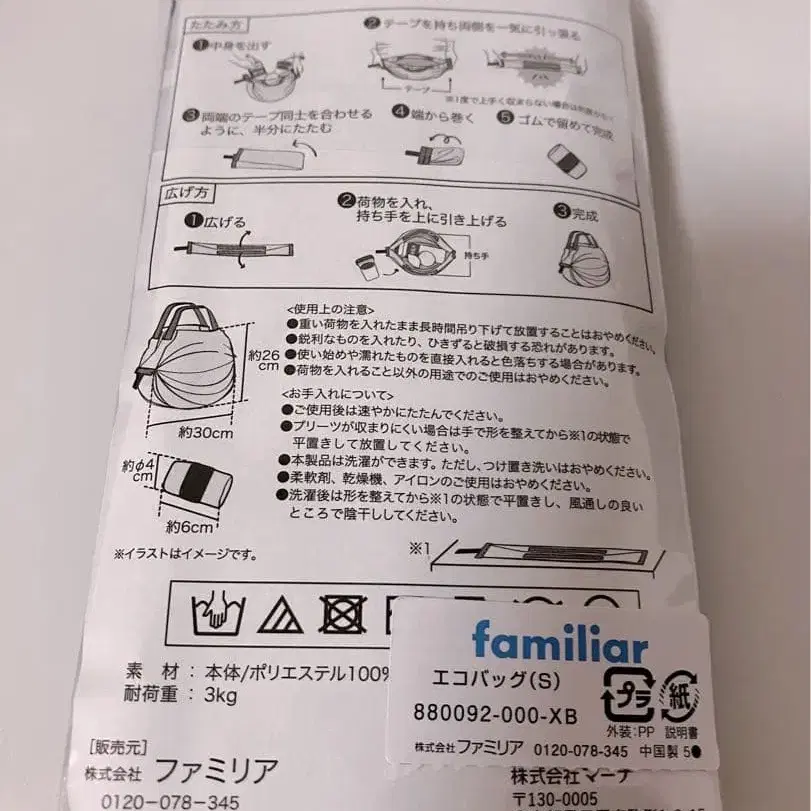 たたみ方
❶中身を出す
❷テープを持ち両側を一気に引っ張る
テープ
❸両端のテープ同士を合わせるように、半分にたたむ
❹端から巻く
❺ゴムで留めて完成
広げ方
❶広げる
❷荷物を入れ、
持ち手を上に引き上げる
持ち手
❸完成
約26
cm
約30cm
約φ4
cm
約6cm
※イラストはイメージです。
<使用上の注意>
●重い荷物を入れたまま長時間吊り下げて放置することはおやめください。
●鋭利なものを入れたり、ひきずると破損する恐れがあります。
●使い始めや濡れたものを直接入れると色落ちする場合があります。
●荷物を入れること以外の用途でのご使用はおやめください。
<お手入れについて>
●ご使用後は速やかにたたんでください。
●プリーツが収まりにくい場合は手で形を整えてから※1の状態で
平置きして放置してください。
●本製品は洗濯ができます。ただし、つけ置き洗いはおやめください。
●柔軟剤、乾燥機、アイロンのご使用はおやめください。
●洗濯後は形を整えてから※1の状態で平置きし、風通しの良い
ところで陰干ししてください。
※1
素　材：本体/ポリエステル100%
耐荷重：3kg
[販売元]
株式会社 ファミリア
0120-078-345
familiar
エコバッグ(S)
880092-000-XB
プラ
紙
外装:PP 説明書
株式会社 ファミリア 0120-078-345 中国製 5●
株式会社マーナ
〒130-0005